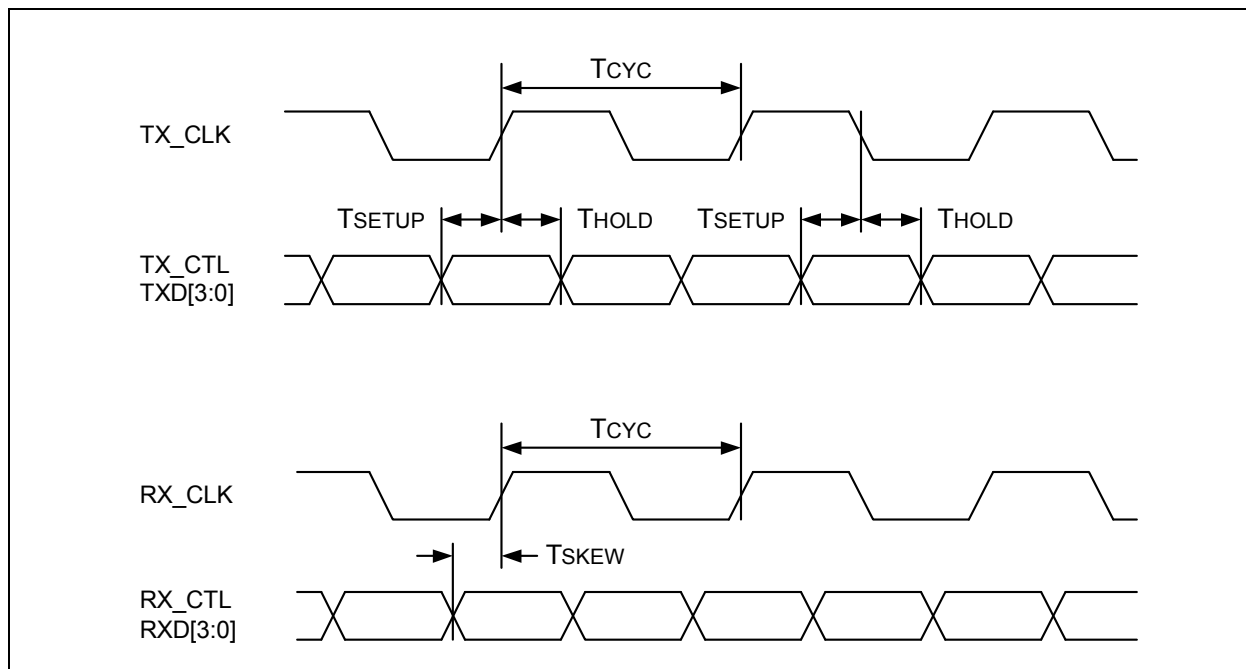 TCYC
TX_CLK
TSETUP THOLD TSETUP THOLD
TX_CTL
TXD[3:0]
TCYC
RX_CLK
TSKEW
RX_CTL
RXD[3:0]